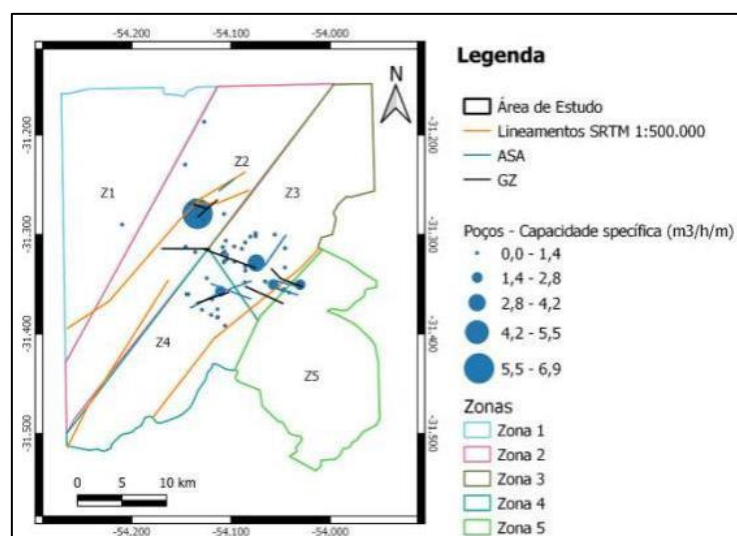 -54.200 -54.100 -54.000
Legenda
N
Área de Estudo
Lineamentos SRTM 1:500.000
ASA
GZ
-31.200 -31.200
Z2
Z1 Z3
Poços - Capacidade específica (m3/h/m)
0,0 - 1,4
1,4 - 2,8
2,8 - 4,2
4,2 - 5,5
5,5 - 6,9
-31.300 -31.300
Z4
Z5
-31.400 -31.400
Zonas
Zona 1
Zona 2
Zona 3
Zona 4
Zona 5
-31.500 -31.500
0 5 10 km
-54.200 -54.100 -54.000